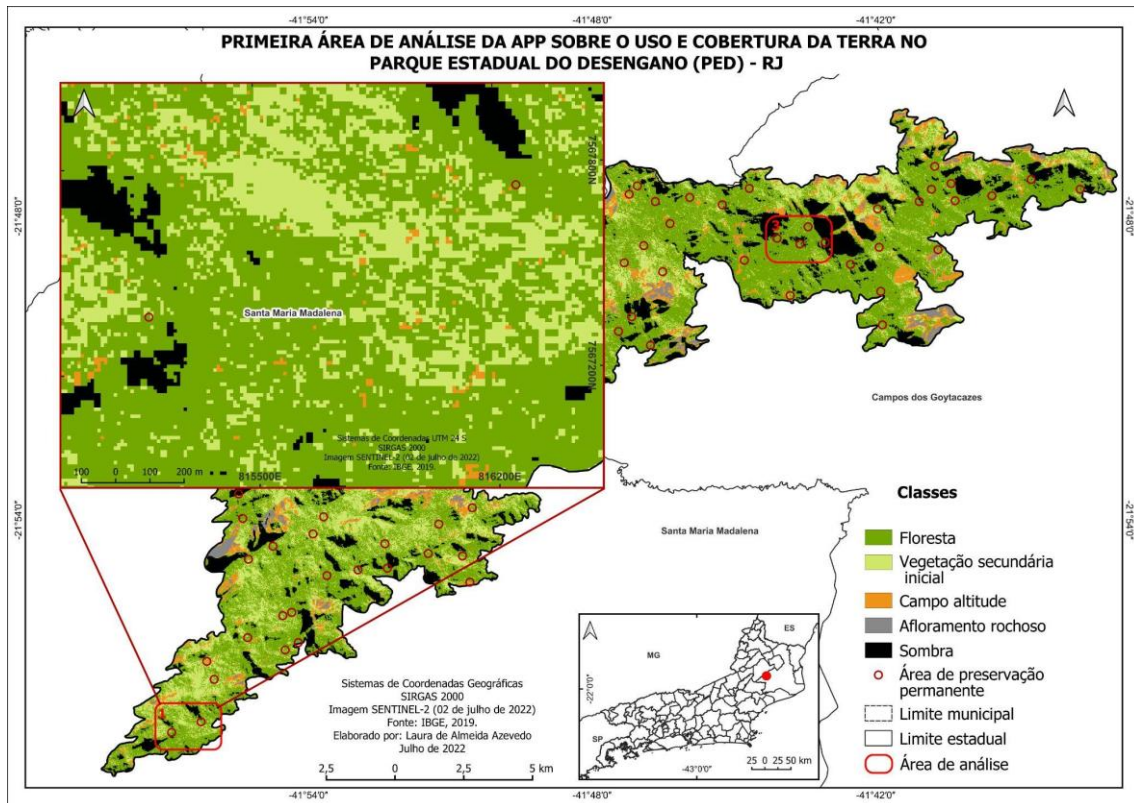 -41°54'0"
-41°48'0"
-41°42'0"
PRIMEIRA ÁREA DE ANÁLISE DA APP SOBRE O USO E COBERTURA DA TERRA NO
PARQUE ESTADUAL DO DESENGANO (PED) - RJ
7567800N
-21°48'0"
-21°48'0"
3
Santa Maria Madalena
7567200N
Campos dos Goytacazes
Sistemas de Coordenadas UTM 24 S
SIRGAS 2000
Imagem SENTINEL-2 (02 de julho de 2022)
Fonte: IBGE, 2019.
100 0 100 200 m
815500E
816200E
-21°54'0"
-21°54'0"
Santa Maria Madalena
Classes
Floresta
Vegetação secundária
inicial
Campo altitude
Afloramento rochoso
Sombra
Área de preservação
permanente
Limite municipal
Limite estadual
Área de análise
ES
MG
-22°0'0"
SP
-43°0'0"
25 0 25 50 km
1
Sistemas de Coordenadas Geográficas
SIRGAS 2000
Imagem SENTINEL-2 (02 de julho de 2022)
Fonte: IBGE, 2019.
Elaborado por: Laura de Almeida Azevedo
Julho de 2022
2,5 0 2,5 5 km
-41°54'0"
-41°48'0"
-41°42'0"